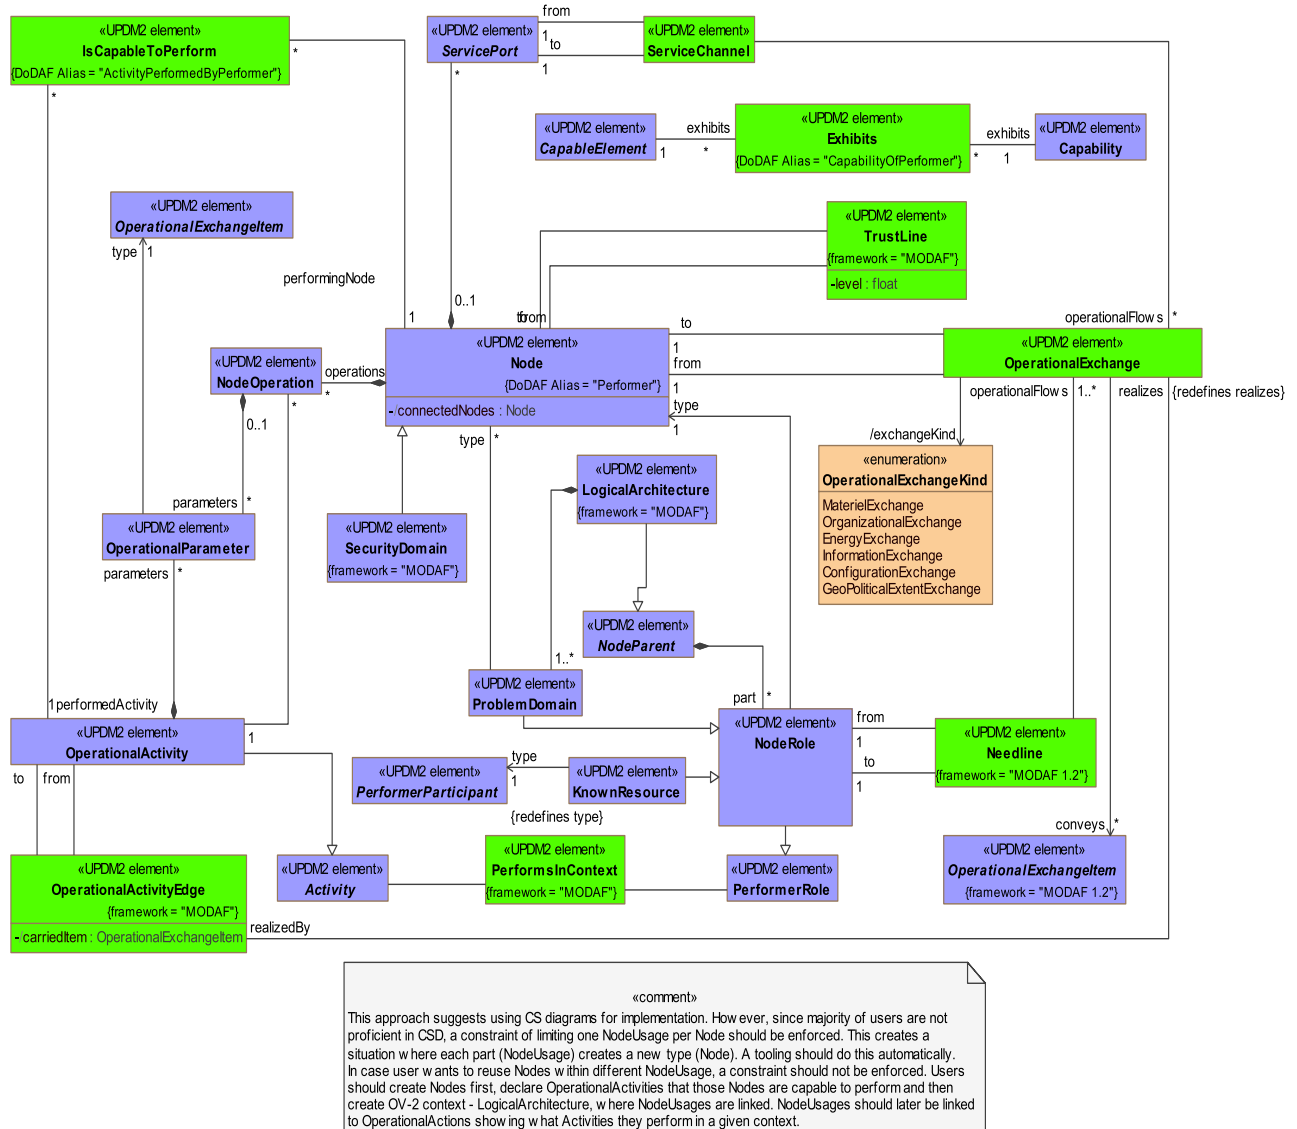 «UPDM2 element»
IsCapableToPerform
{DoDAF Alias = "ActivityPerformedByPerformer"}
*
*
«UPDM2 element»
ServicePort
from
1
to
1
*
«UPDM2 element»
ServiceChannel
«UPDM2 element»
CapableElement
exhibits
1
*
«UPDM2 element»
Exhibits
{DoDAF Alias = "CapabilityOfPerformer"}
exhibits
*
1
«UPDM2 element»
Capability
«UPDM2 element»
OperationalExchangeItem
type
1
«UPDM2 element»
TrustLine
{framework = "MODAF"}
-level : float
performingNode
1
0..1
to
from
operationalFlows
*
«UPDM2 element»
Node
{DoDAF Alias = "Performer"}
-/connectedNodes : Node
to
1
from
1
type
1
«UPDM2 element»
OperationalExchange
«UPDM2 element»
NodeOperation
operations
*
*
0..1
type
*
operationalFlows
1..*
realizes
{redefines realizes}
/exchangeKind
«enumeration»
OperationalExchangeKind
MaterielExchange
OrganizationalExchange
EnergyExchange
InformationExchange
ConfigurationExchange
GeoPoliticalExtentExchange
«UPDM2 element»
LogicalArchitecture
{framework = "MODAF"}
parameters
*
«UPDM2 element»
OperationalParameter
parameters
*
«UPDM2 element»
SecurityDomain
{framework = "MODAF"}
«UPDM2 element»
NodeParent
1..*
«UPDM2 element»
ProblemDomain
part
*
1
performedActivity
«UPDM2 element»
OperationalActivity
1
to
from
«UPDM2 element»
NodeRole
from
1
to
1
«UPDM2 element»
Needline
{framework = "MODAF 1.2"}
«UPDM2 element»
PerformerParticipant
type
1
{redefines type}
«UPDM2 element»
KnownResource
conveys
*
«UPDM2 element»
OperationalExchangeItem
{framework = "MODAF 1.2"}
«UPDM2 element»
OperationalActivityEdge
{framework = "MODAF"}
-/carriedItem : OperationalExchangeItem
realizedBy
«UPDM2 element»
Activity
«UPDM2 element»
PerformsInContext
{framework = "MODAF"}
«UPDM2 element»
PerformerRole
«comment»
This approach suggests using CS diagrams for implementation. However, since majority of users are not
proficient in CSD, a constraint of limiting one NodeUsage per Node should be enforced. This creates a
situation where each part (NodeUsage) creates a new type (Node). A tooling should do this automatically.
In case user wants to reuse Nodes within different NodeUsage, a constraint should not be enforced. Users
should create Nodes first, declare OperationalActivities that those Nodes are capable to perform and then
create OV-2 context - LogicalArchitecture, where NodeUsages are linked. NodeUsages should later be linked
to OperationalActions showing what Activities they perform in a given context.